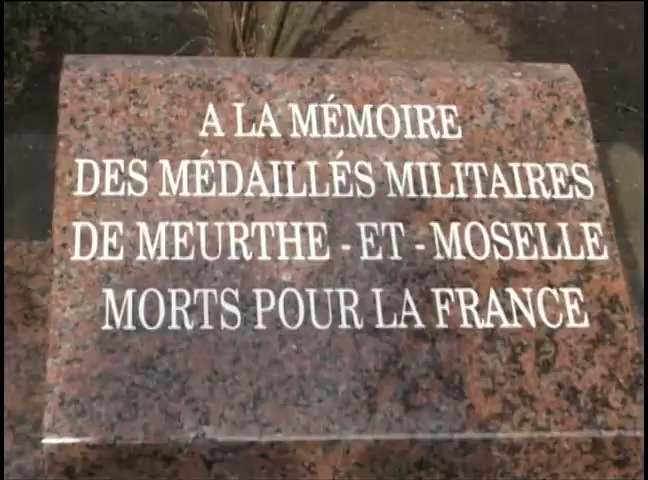 A LA MÉMOIRE
DES MÉDAILLÉS MILITAIRES
DE MEURTHE - ET - MOSELLE
MORTS POUR LA FRANCE